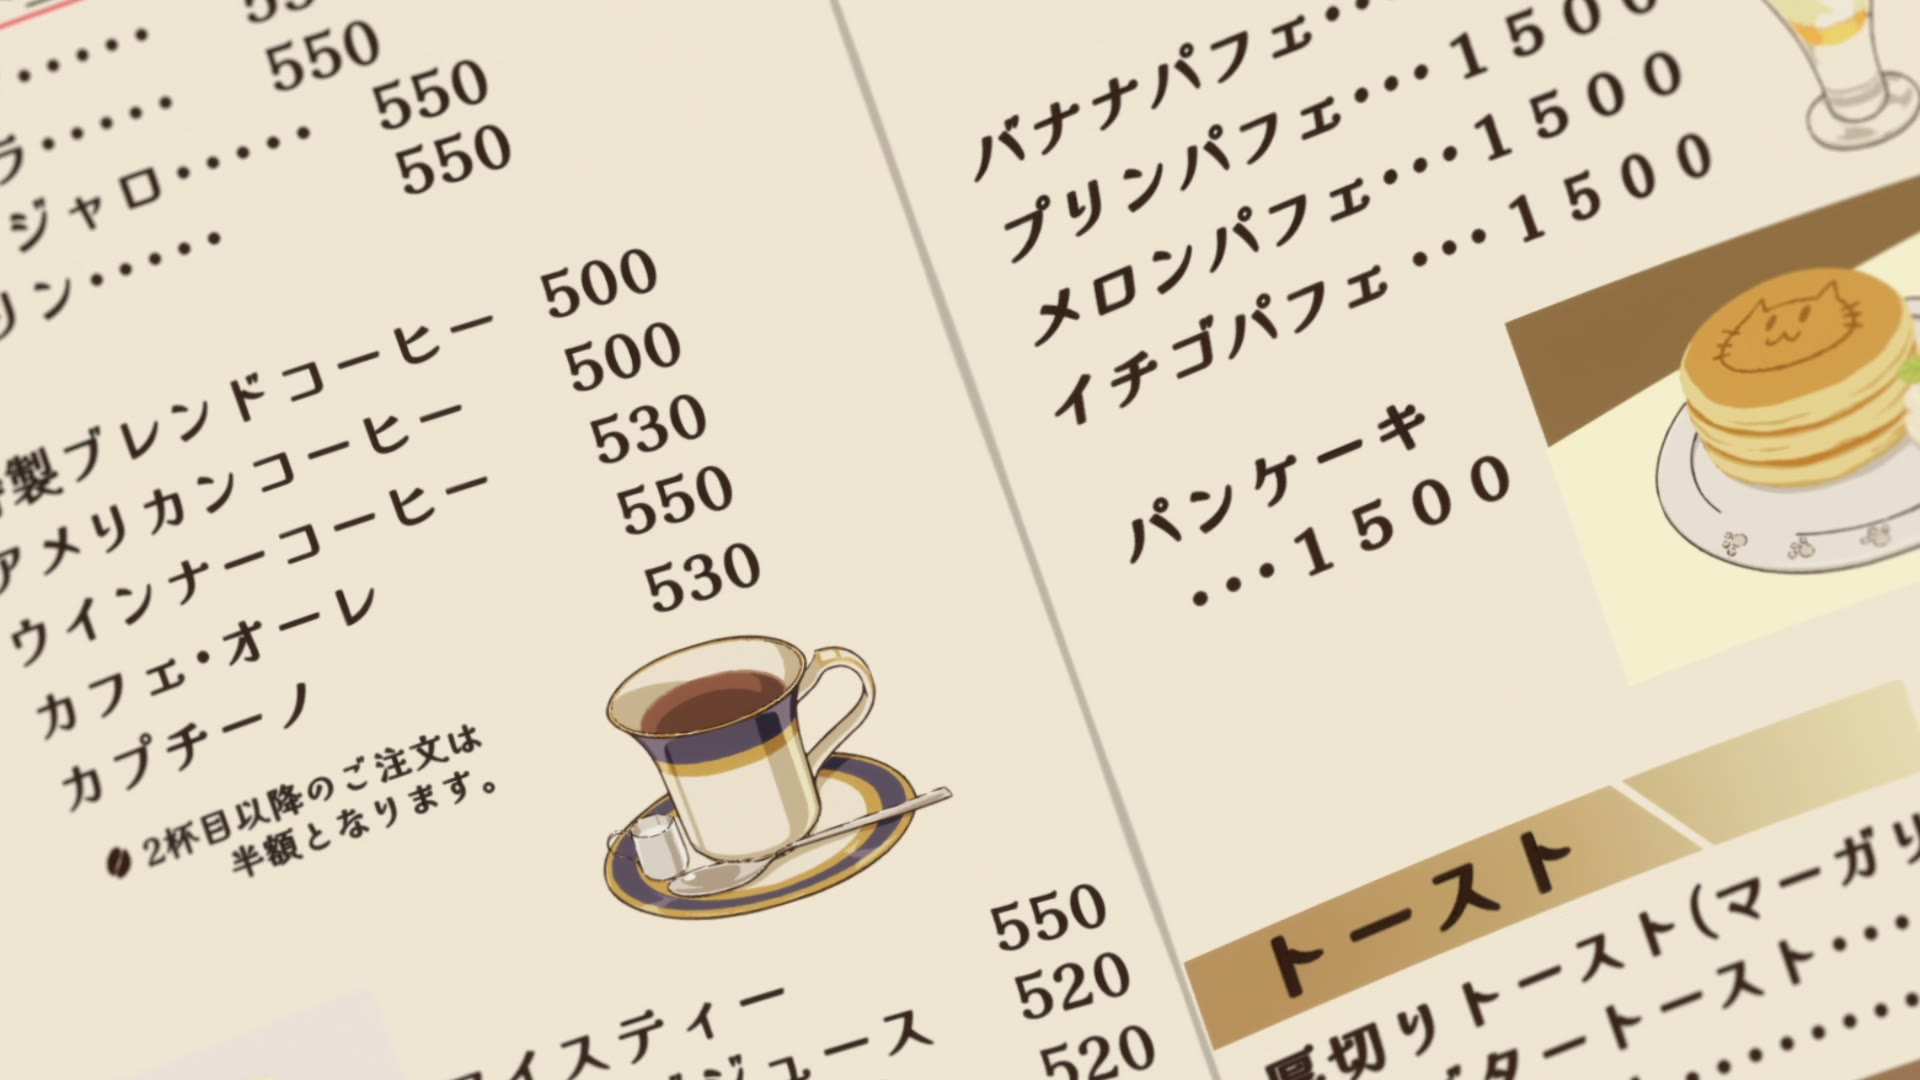 550
550
ジャロ‥‥‥ 550
リン‥‥‥
製ブレンドコーヒー 500
アメリカンコーヒー 500
ウインナーコーヒー 530
カフェ・オーレ 550
カプチーノ 530
2杯目以降のご注文は
半額となります。
アイスティー 550
ジュース 520
520
バナナパフェ‥‥
プリンパフェ‥‥1500
メロンパフェ‥‥1500
イチゴパフェ…1500
パンケーキ
…1500
トースト
厚切りトースト(マーガリ
タートースト‥‥